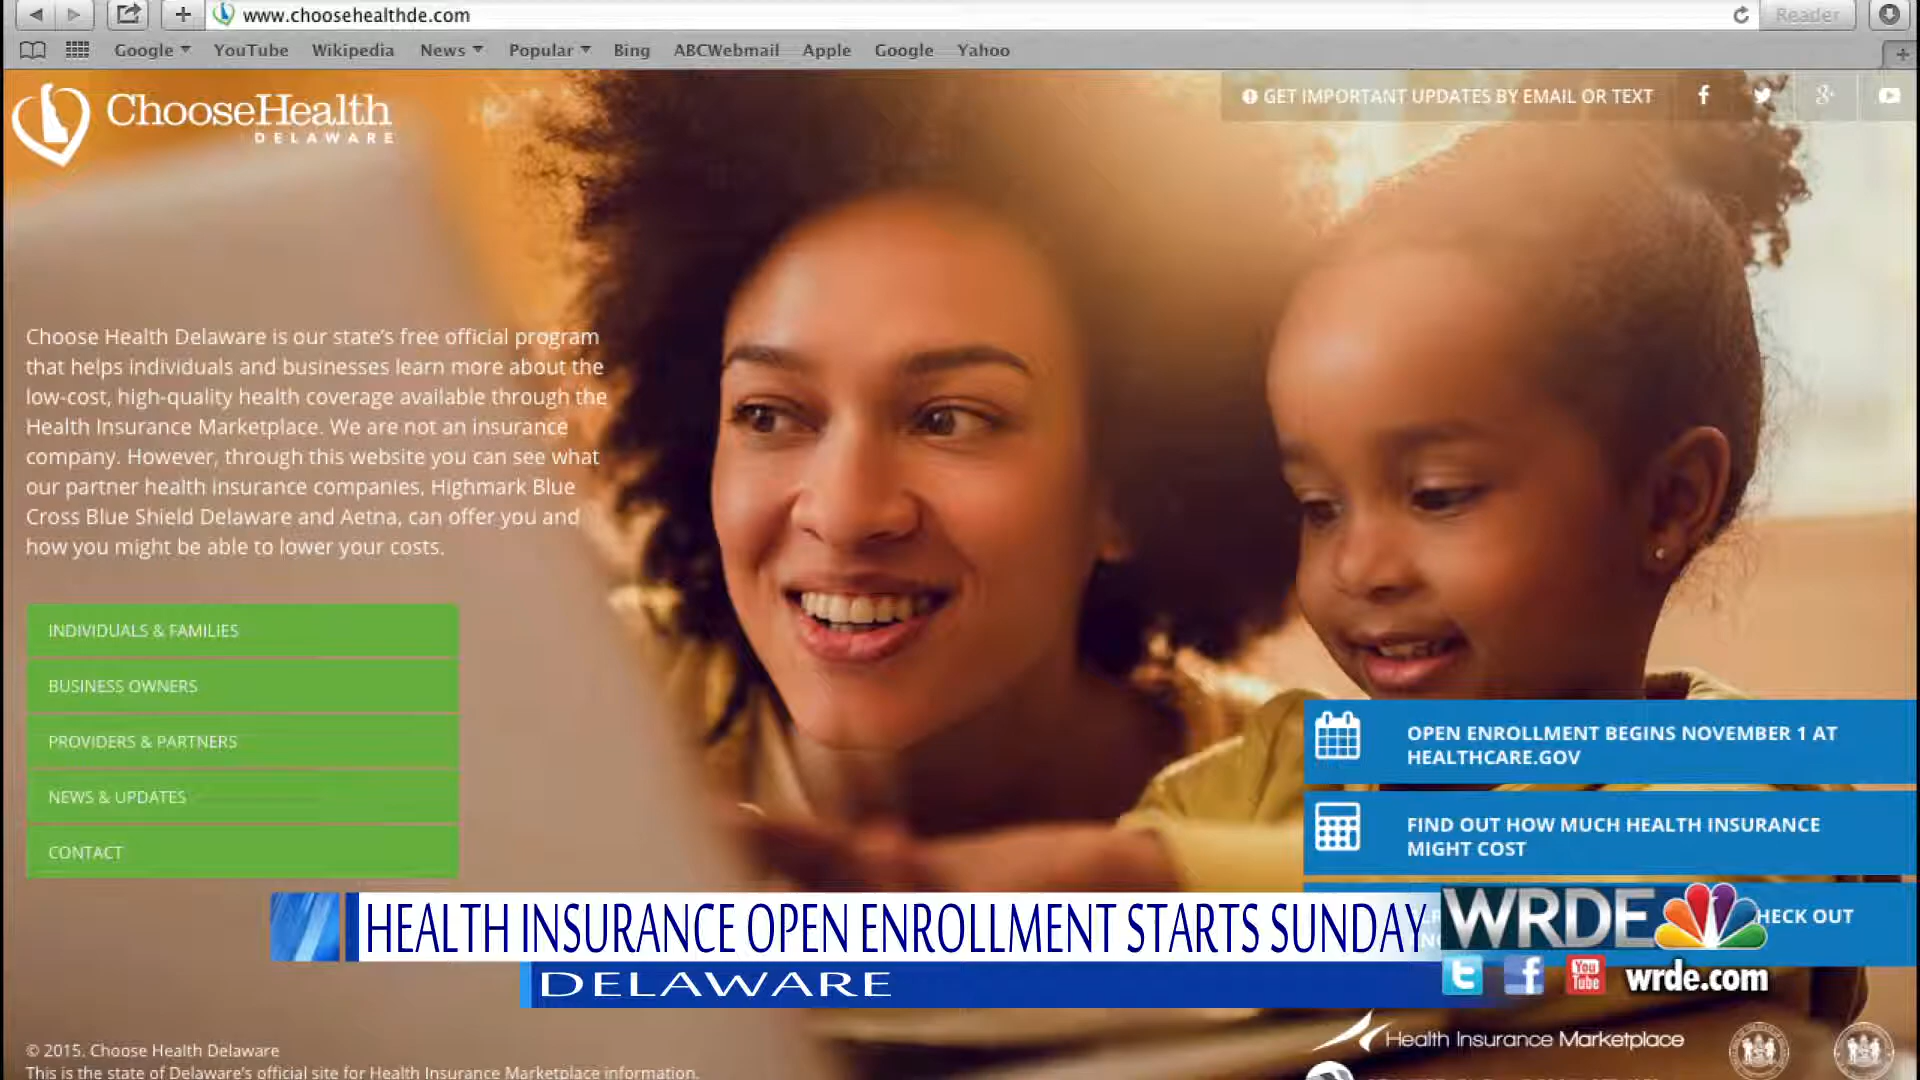 www.choosehealthde.com
Reader
Google
YouTube
Wikipedia
News
Popular
Bing
ABCWebmail
Apple
Google
Yahoo
ChooseHealth
DELAWARE
GET IMPORTANT UPDATES BY EMAIL OR TEXT
Choose Health Delaware is our state's free official program
that helps individuals and businesses learn more about the
low-cost, high-quality health coverage available through the
Health Insurance Marketplace. We are not an insurance
company. However, through this website you can see what
our partner health insurance companies, Highmark Blue
Cross Blue Shield Delaware and Aetna, can offer you and
how you might be able to lower your costs.
INDIVIDUALS & FAMILIES
BUSINESS OWNERS
PROVIDERS & PARTNERS
NEWS & UPDATES
CONTACT
OPEN ENROLLMENT BEGINS NOVEMBER 1 AT
HEALTHCARE.GOV
FIND OUT HOW MUCH HEALTH INSURANCE
MIGHT COST
HECK OUT
HEALTH INSURANCE OPEN ENROLLMENT STARTS SUNDAY
DELAWARE
WRDE
You Tube
wrde.com
Health Insurance Marketplace
© 2015. Choose Health Delaware
This is the state of Delaware's official site for Health Insurance Marketplace information.